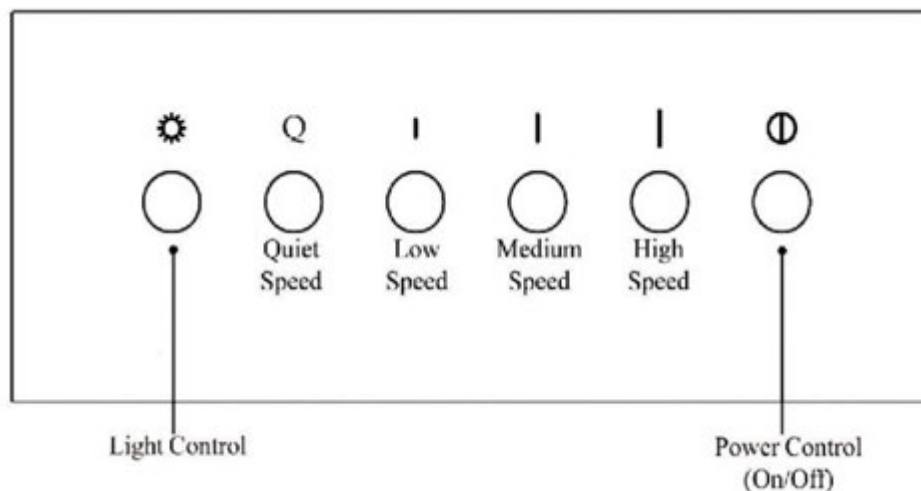 Q
Quiet Speed
Low Speed
Medium Speed
High Speed
Light Control
Power Control
(On/Off)